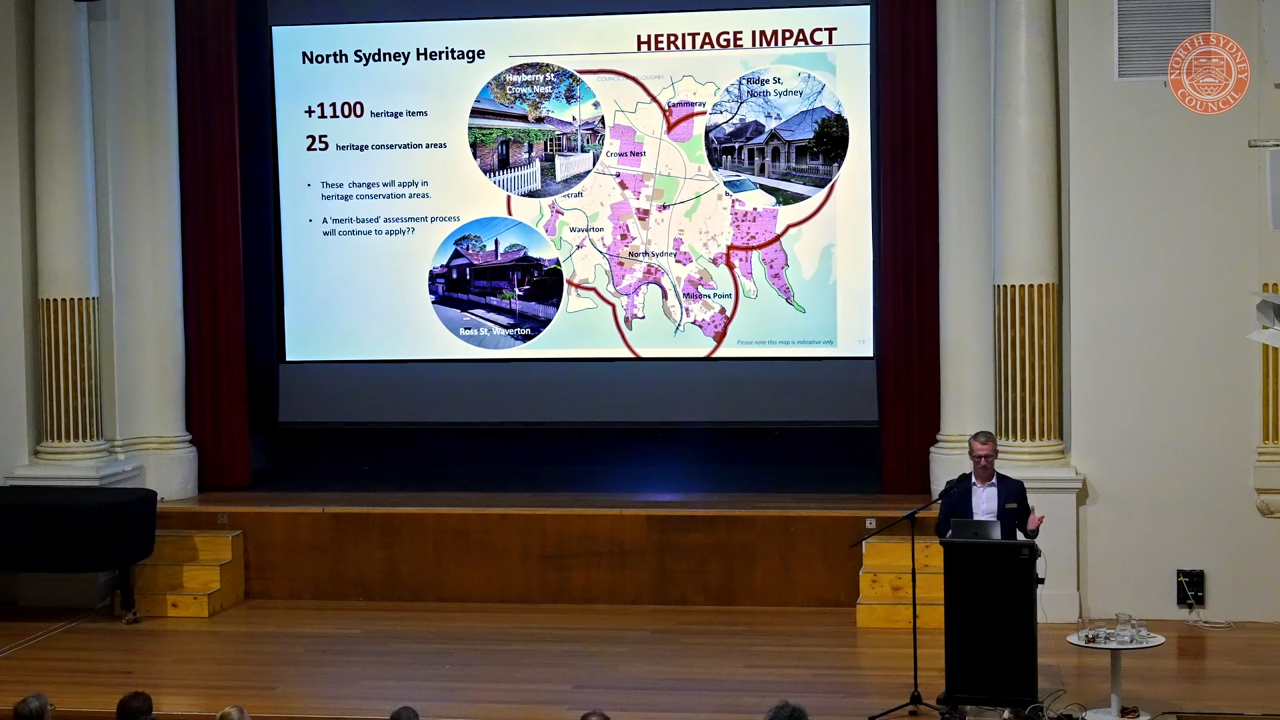 North Sydney Heritage
HERITAGE IMPACT
+1100 heritage items
25 heritage conservation areas
• These changes will apply in
heritage conservation areas.
• A 'merit-based' assessment process
will continue to apply??
Hayberry St,
Crows Nest
Ridge St,
North Sydney
Cammeray
Crows Nest
Waverton
North Sydney
Milsons Point
Ross St, Waverton
Please note this map is indicative only
17
NORTH SYDNEY
COUNCIL